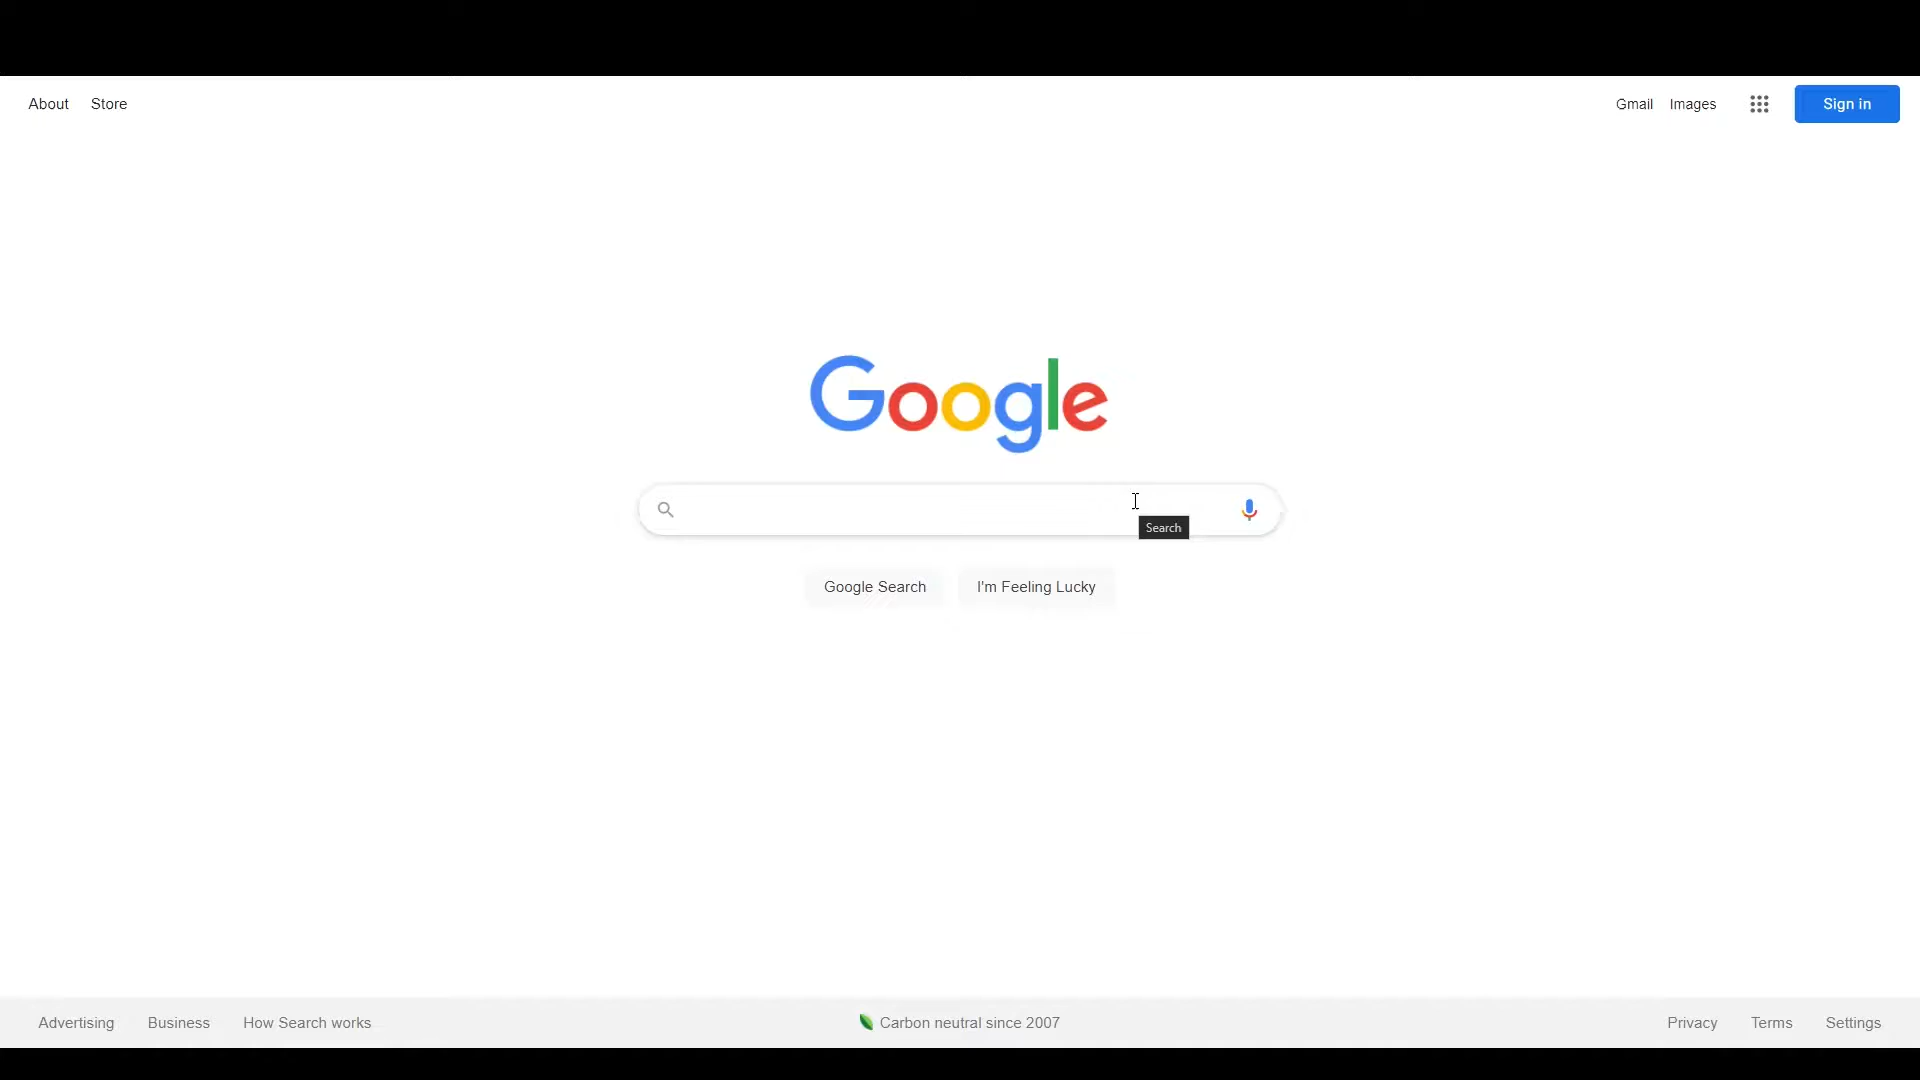 About Store
Gmail Images Sign in
Google
Search
Google Search I'm Feeling Lucky
Advertising Business How Search works
Carbon neutral since 2007
Privacy Terms Settings